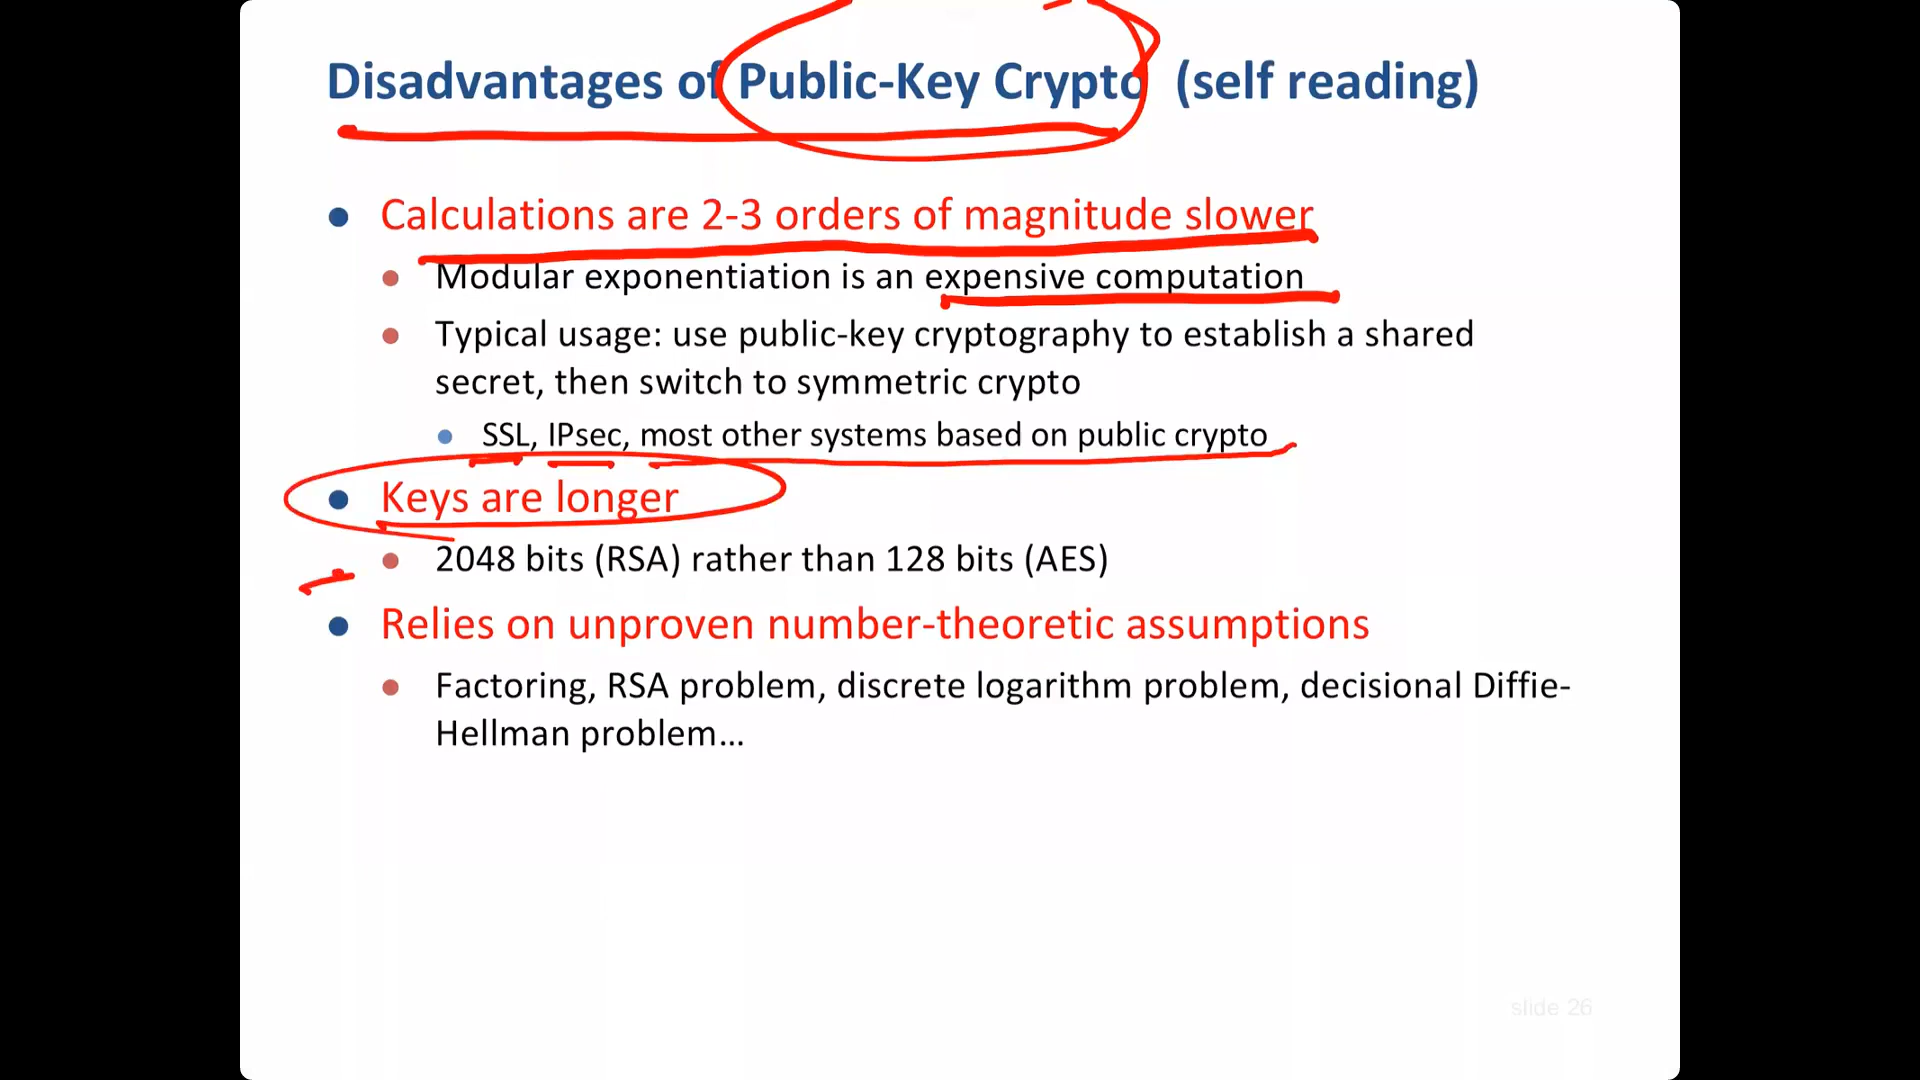 Disadvantages of Public-Key Crypto (self reading)
Calculations are 2-3 orders of magnitude slower
Modular exponentiation is an expensive computation
Typical usage: use public-key cryptography to establish a shared
secret, then switch to symmetric crypto
SSL, IPsec, most other systems based on public crypto
Keys are longer
2048 bits (RSA) rather than 128 bits (AES)
Relies on unproven number-theoretic assumptions
Factoring, RSA problem, discrete logarithm problem, decisional Diffie-
Hellman problem…
slide 26